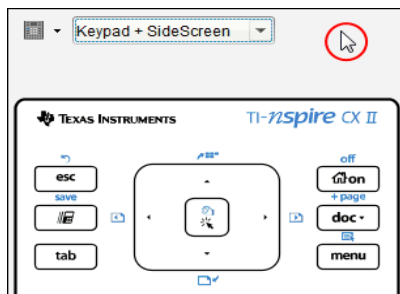 Keypad + SideScreen
TEXAS INSTRUMENTS TI-nspire CX II
esc
off
on
save
+ page
doc
tab
menu